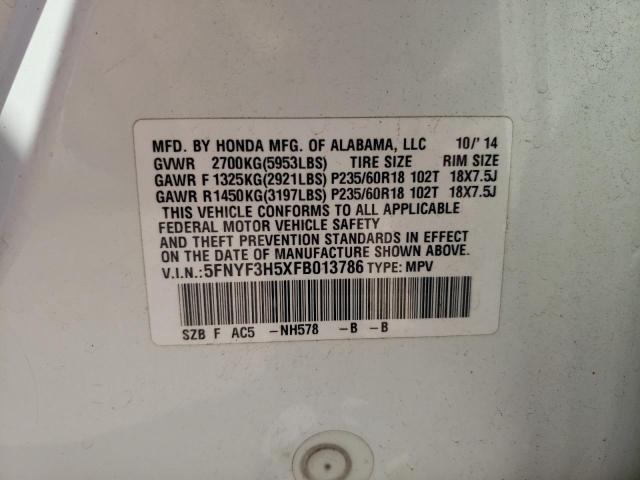 MFD. BY HONDA MFG. OF ALABAMA, LLC 10/'14
GVWR 2700KG(5953LBS) TIRE SIZE RIM SIZE
GAWR F 1325KG(2921LBS) P235/60R18 102T 18X7.5J
GAWR R1450KG(3197LBS) P235/60R18 102T 18X7.5J
THIS VEHICLE CONFORMS TO ALL APPLICABLE
FEDERAL MOTOR VEHICLE SAFETY
AND THEFT PREVENTION STANDARDS IN EFFECT
ON THE DATE OF MANUFACTURE SHOWN ABOVE.
V.I.N.:5FNYF3H5XFB013786 TYPE: MPV
SZB F AC5 -NH578 -B -B